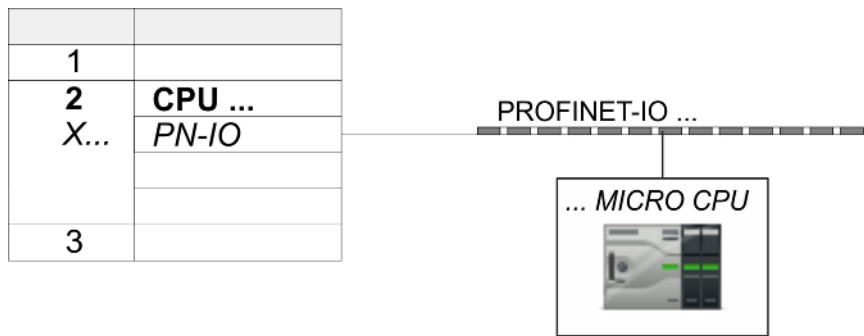 1
2 CPU ...
X... PN-IO
3
PROFINET-IO ...
... MICRO CPU